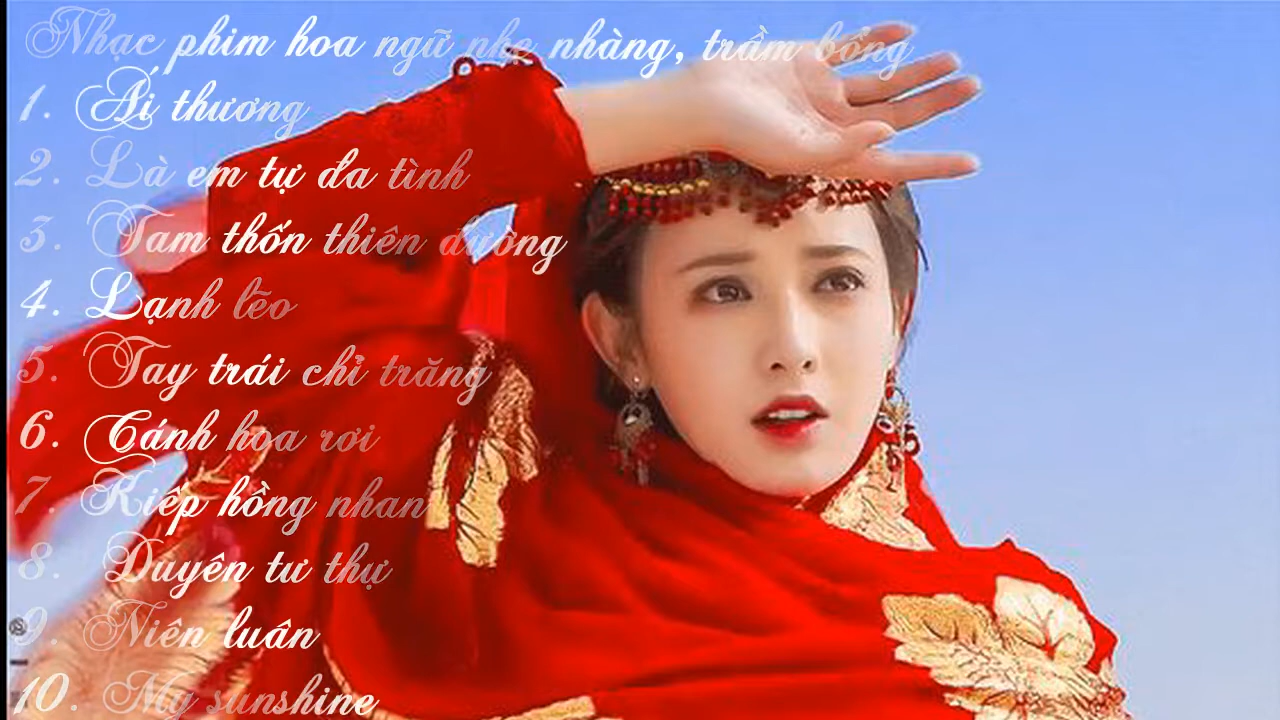 Nhạc phim hoa ngữ nhẹ nhàng, trầm bổng
1. Ái thương
2. Là em tự đa tình
3. Tam thốn thiên đường
4. Lạnh lẽo
5. Tay trái chỉ trăng
6. Cánh hoa rơi
7. Kiếp hồng nhan
8. Duyên tư thự
9. Niên luân
10. My sunshine